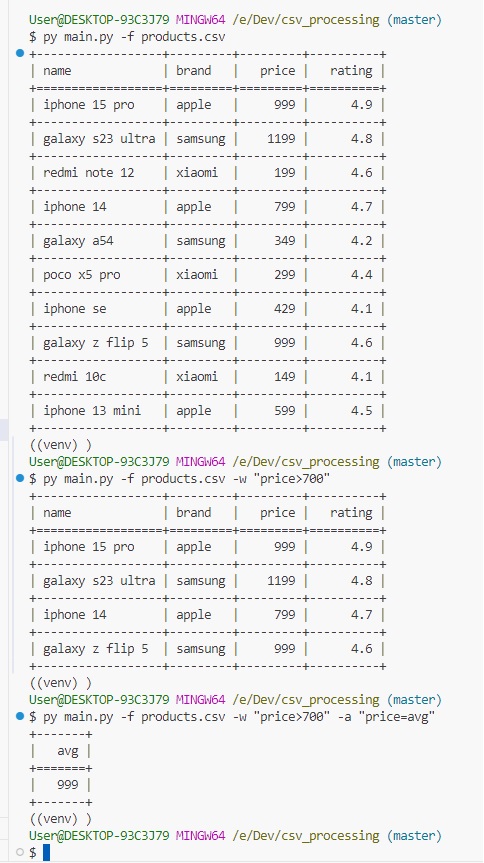 User@DESKTOP-93C3J79 MINGW64 /e/Dev/csv_processing (master)
$ py main.py -f products.csv
+------------------+---------+---------+----------+
| name             | brand   |   price |   rating |
+==================+=========+=========+==========+
| iphone 15 pro    | apple   |     999 |      4.9 |
+------------------+---------+---------+----------+
| galaxy s23 ultra | samsung |    1199 |      4.8 |
+------------------+---------+---------+----------+
| redmi note 12    | xiaomi  |     199 |      4.6 |
+------------------+---------+---------+----------+
| iphone 14        | apple   |     799 |      4.7 |
+------------------+---------+---------+----------+
| galaxy a54       | samsung |     349 |      4.2 |
+------------------+---------+---------+----------+
| poco x5 pro      | xiaomi  |     299 |      4.4 |
+------------------+---------+---------+----------+
| iphone se        | apple   |     429 |      4.1 |
+------------------+---------+---------+----------+
| galaxy z flip 5  | samsung |     999 |      4.6 |
+------------------+---------+---------+----------+
| redmi 10c        | xiaomi  |     149 |      4.1 |
+------------------+---------+---------+----------+
| iphone 13 mini   | apple   |     599 |      4.5 |
+------------------+---------+---------+----------+
((venv) )
User@DESKTOP-93C3J79 MINGW64 /e/Dev/csv_processing (master)
$ py main.py -f products.csv -w "price>700"
+------------------+---------+---------+----------+
| name             | brand   |   price |   rating |
+==================+=========+=========+==========+
| iphone 15 pro    | apple   |     999 |      4.9 |
+------------------+---------+---------+----------+
| galaxy s23 ultra | samsung |    1199 |      4.8 |
+------------------+---------+---------+----------+
| iphone 14        | apple   |     799 |      4.7 |
+------------------+---------+---------+----------+
| galaxy z flip 5  | samsung |     999 |      4.6 |
+------------------+---------+---------+----------+
((venv) )
User@DESKTOP-93C3J79 MINGW64 /e/Dev/csv_processing (master)
$ py main.py -f products.csv -w "price>700" -a "price=avg"
+-------+
|   avg |
+=======+
|   999 |
+-------+
((venv) )
User@DESKTOP-93C3J79 MINGW64 /e/Dev/csv_processing (master)
$